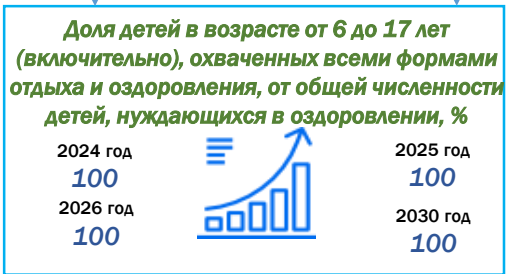 Доля детей в возрасте от 6 до 17 лет
(включительно), охваченных всеми формами
отдыха и оздоровления, от общей численности
детей, нуждающихся в оздоровлении, %
2024 год
100
2025 год
100
2026 год
100
2030 год
100